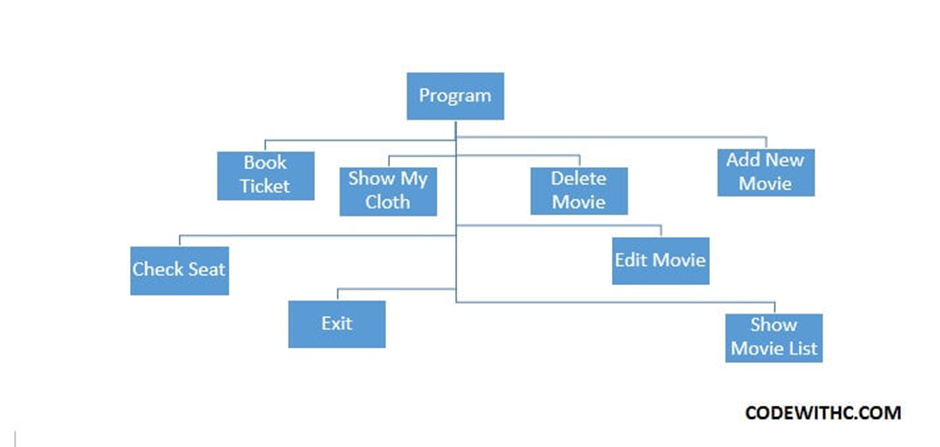 Program
Book
Ticket
Show My
Cloth
Delete
Movie
Add New
Movie
Check Seat
Edit Movie
Exit
Show
Movie List
CODEWITHC.COM